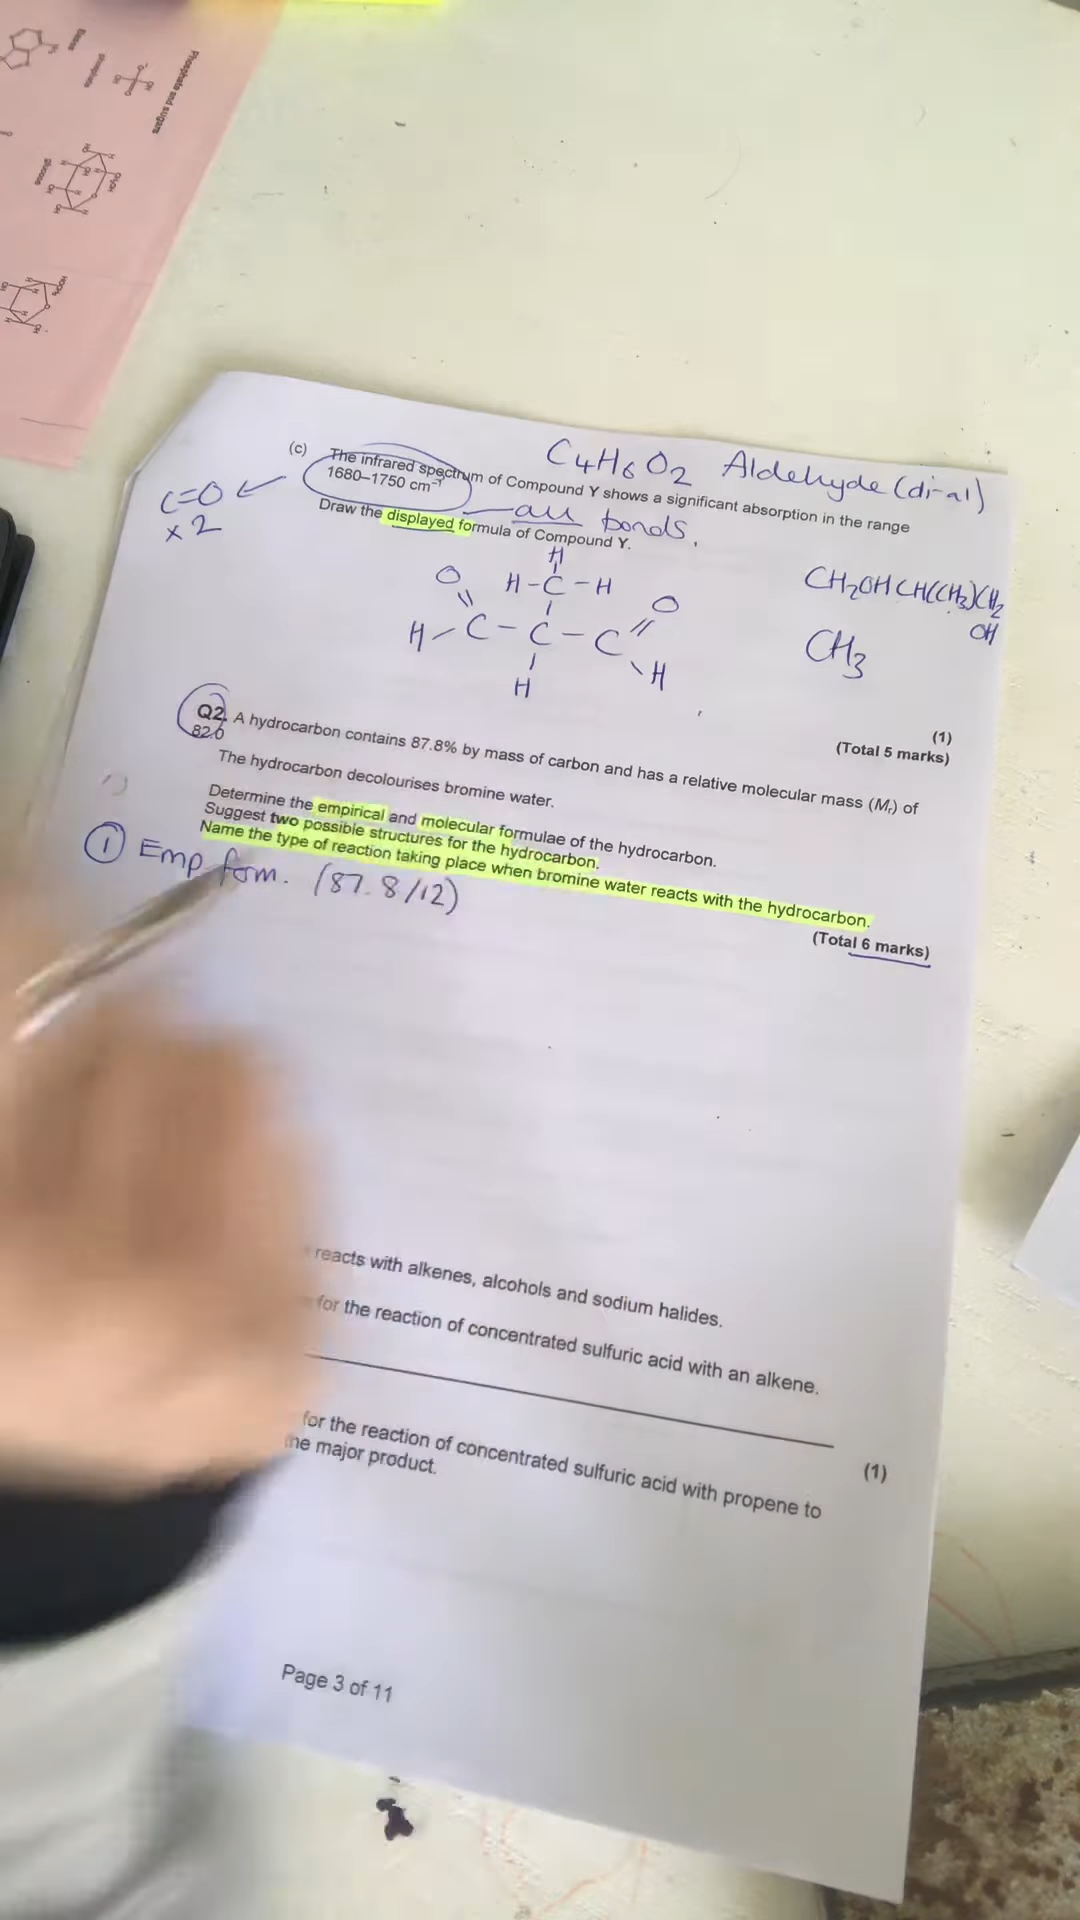 Phosphate and sugars
phosphate
glucose
C4H6O2 Aldehyde (di-al)
(c) The infrared spectrum of Compound Y shows a significant absorption in the range
1680–1750 cm⁻¹
C=O
x2
all bonds.
Draw the displayed formula of Compound Y.
H
O H-C-H O
H-C-C-C
H H
CH2OHCH(CH3)CH2
OH
CH3
(1)
(Total 5 marks)
Q2. A hydrocarbon contains 87.8% by mass of carbon and has a relative molecular mass (Mr) of
82.0
The hydrocarbon decolourises bromine water.
Determine the empirical and molecular formulae of the hydrocarbon.
Suggest two possible structures for the hydrocarbon.
Name the type of reaction taking place when bromine water reacts with the hydrocarbon.
(Total 6 marks)
1 Emp form. (87.8/12)
reacts with alkenes, alcohols and sodium halides.
for the reaction of concentrated sulfuric acid with an alkene.
(1)
for the reaction of concentrated sulfuric acid with propene to
major product.
Page 3 of 11